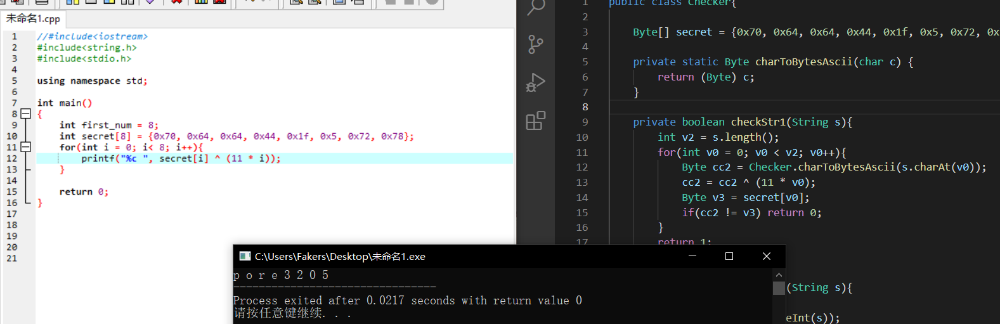 未命名1.cpp
1 //#include<iostream>
2 #include<string.h>
3 #include<stdio.h>
4
5 using namespace std;
6
7 int main()
8 {
9 int first_num = 8;
10 int secret[8] = {0x70, 0x64, 0x64, 0x44, 0x1f, 0x5, 0x72, 0x78};
11 for(int i = 0; i< 8; i++){
12 printf("%c ", secret[i] ^ (11 * i));
13 }
14
15 return 0;
16 }
17
18
19
20
21
1 public class Checker{
2
3 Byte[] secret = {0x70, 0x64, 0x64, 0x44, 0x1f, 0x5, 0x72, 0x
4
5 private static Byte charToBytesAscii(char c) {
6 return (Byte) c;
7 }
8
9 private boolean checkStr1(String s){
10 int v2 = s.length();
11 for(int v0 = 0; v0 < v2; v0++){
12 Byte cc2 = Checker.charToBytesAscii(s.charAt(v0));
13 cc2 = cc2 ^ (11 * v0);
14 Byte v3 = secret[v0];
15 if(cc2 != v3) return 0;
16 }
17 return 1;
(String s){
eInt(s));
C:\Users\Fakers\Desktop\未命名1.exe
p o r e 3 2 0 5
--------------------------------
Process exited after 0.0217 seconds with return value 0
请按任意键继续. . .